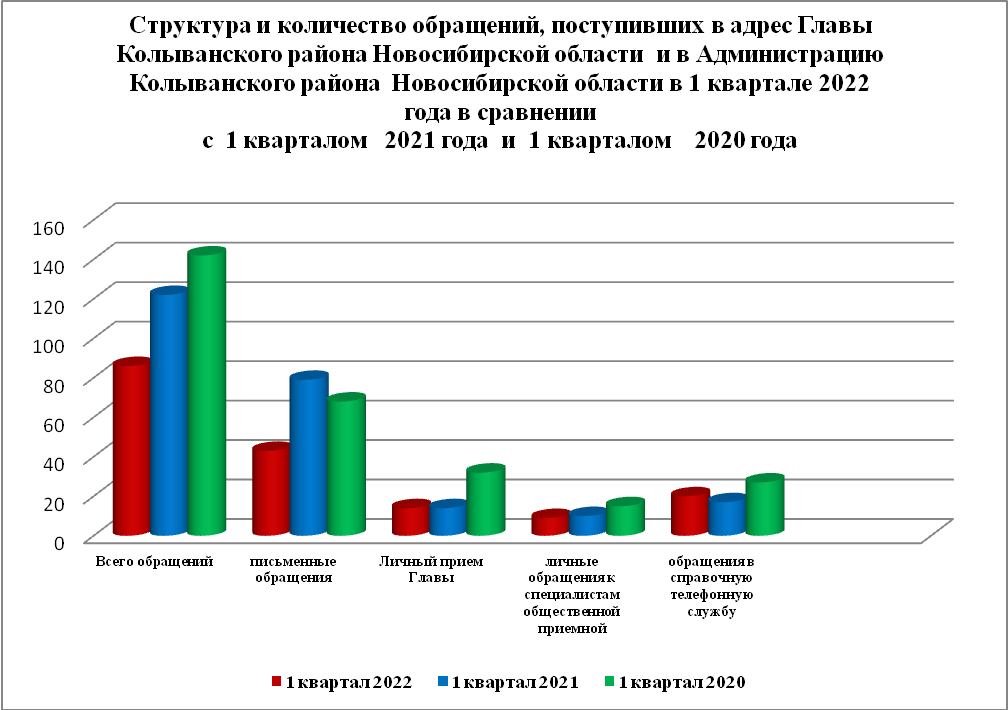 Структура и количество обращений, поступивших в адрес Главы
Колыванского района Новосибирской области и в Администрацию
Колыванского района Новосибирской области в 1 квартале 2022
года в сравнении
с 1 кварталом 2021 года и 1 кварталом 2020 года
160
140
120
100
80
60
40
20
0
Всего обращений
письменные
обращения
Личный прием
Главы
личные
обращения к
специалистам
общественной
приемной
обращения в
справочную
телефонную
службу
1 квартал 2022
1 квартал 2021
1 квартал 2020